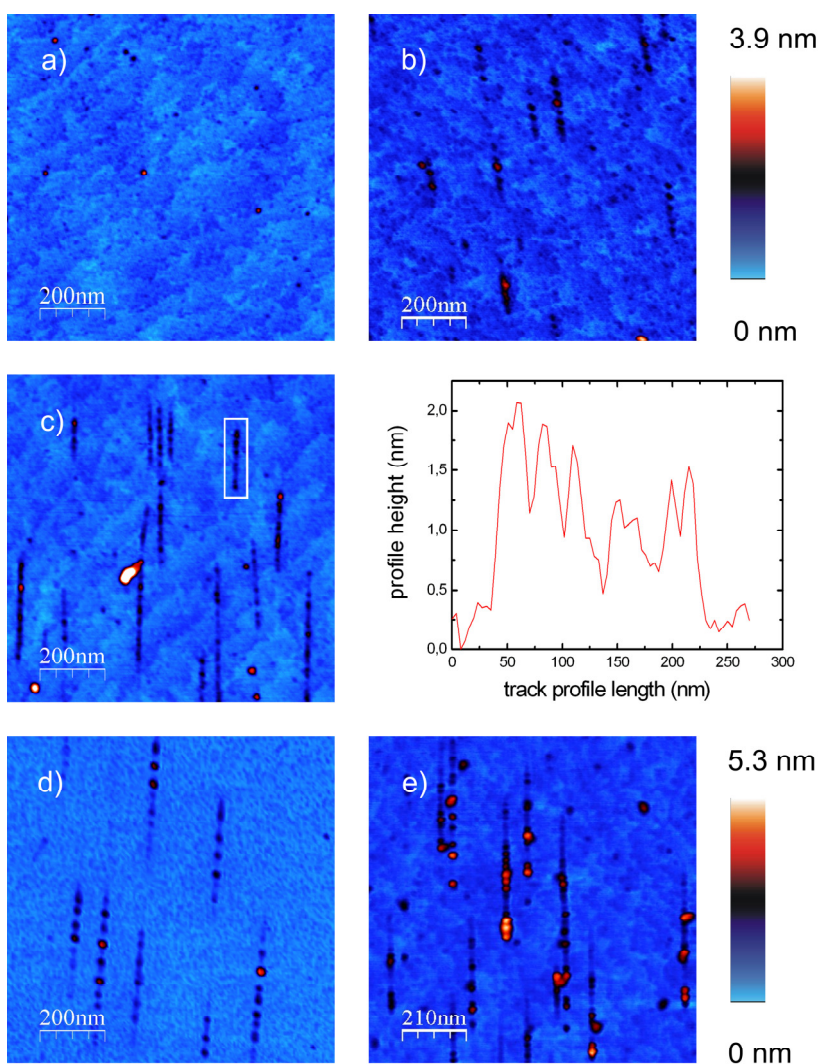 a)
200nm
b)
200nm
3.9 nm
0 nm
c)
200nm
profile height (nm)
2,0
1,5
1,0
0,5
0,0
0 50 100 150 200 250 300
track profile length (nm)
d)
200nm
e)
210nm
5.3 nm
0 nm